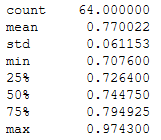 count 64.000000
mean 0.770022
std 0.061153
min 0.707600
25% 0.726400
50% 0.744750
75% 0.794925
max 0.974300